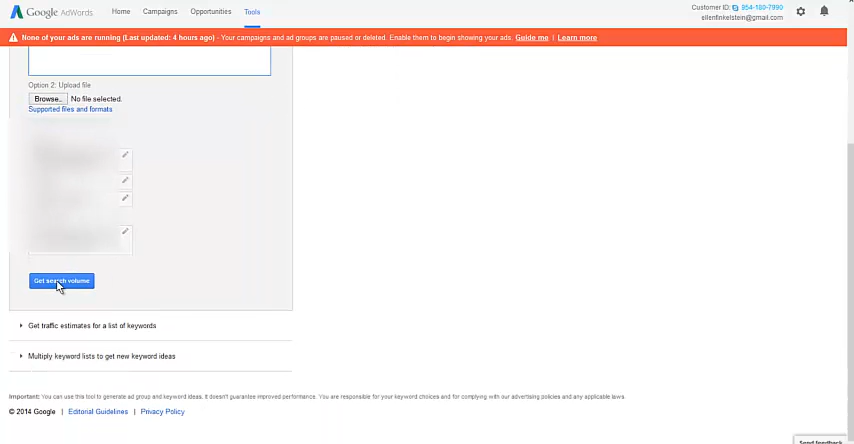 Google AdWords Home Campaigns Opportunities Tools
Customer ID: 954-180-7990
silentinkelstein@gmail.com
None of your ads are running (Last updated: 4 hours ago) - Your campaigns and ad groups are paused or deleted. Enable them to begin showing your ads. Guide me | Learn more
Option 2: Upload file
Browse.. No file selected.
Supported files and formats
Get search volume
Get traffic estimates for a list of keywords
Multiply keyword lists to get new keyword ideas
Important: You can use this tool to generate ad group and keyword ideas. It doesn't guarantee improved performance. You are responsible for your keyword choices and for complying with our advertising policies and any applicable laws.
© 2014 Google | Editorial Guidelines | Privacy Policy
Send feedback